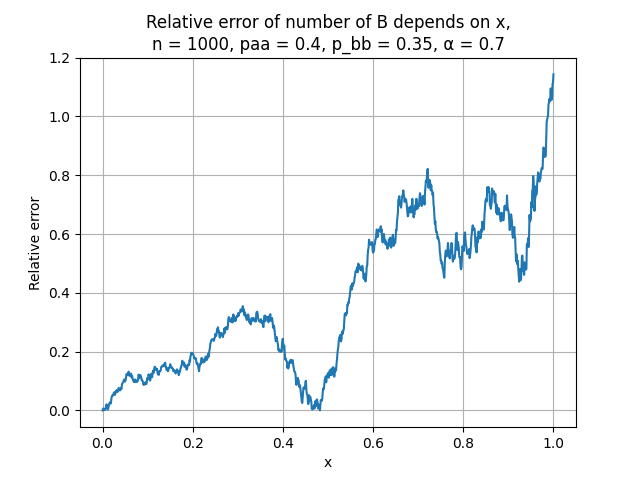 Relative error of number of B depends on x,
n = 1000, paa = 0.4, p_bb = 0.35, α = 0.7
1.2
1.0
0.8
0.6
0.4
0.2
0.0
Relative error
0.0 0.2 0.4 0.6 0.8 1.0
x